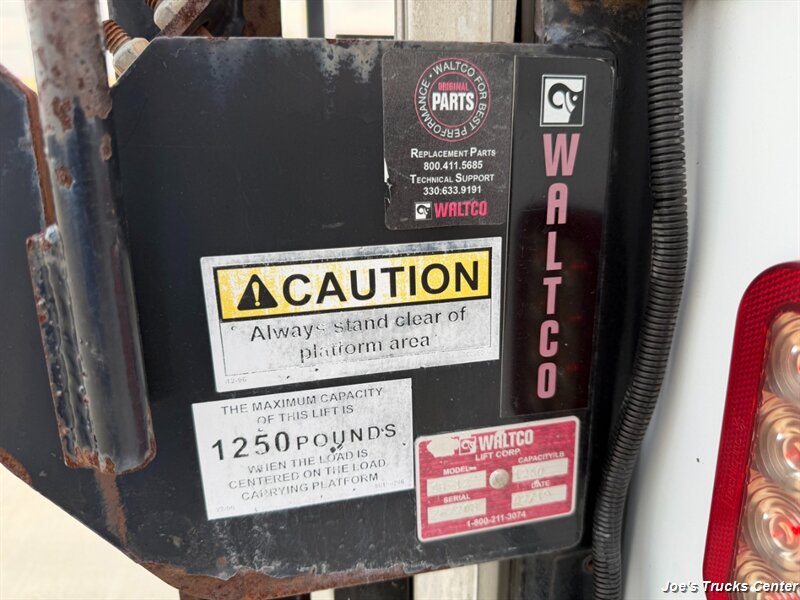 WALTCO FOR BEST PERFORMANCE
ORIGINAL
PARTS
REPLACEMENT PARTS
800.411.5685
TECHNICAL SUPPORT
330.633.9191
WALTCO
WALTCO
CAUTION
Always stand clear of
platform area
THE MAXIMUM CAPACITY
OF THIS LIFT IS
1250 POUNDS
WHEN THE LOAD IS
CENTERED ON THE LOAD
CARRYING PLATFORM
WALTCO
LIFT CORP.
MODEL CAPACITY/LB
SERIAL DATE
1-800-211-3074
Joe's Trucks Center